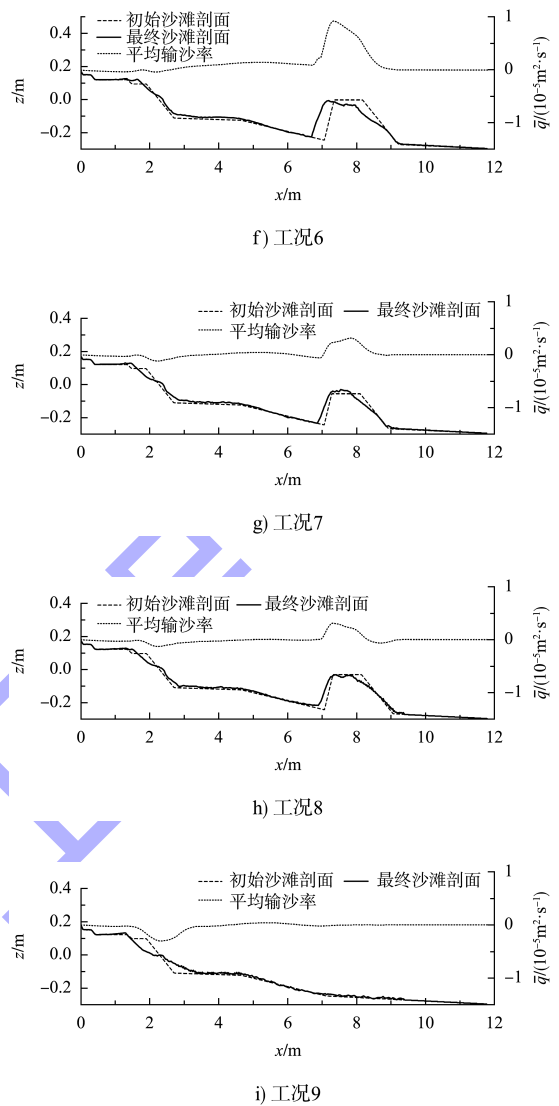 初始沙滩剖面
最终沙滩剖面
平均输沙率
0.4
0.2
0.0
−0.2
z/m
1
0
−1
q̄/(10⁻⁵m²·s⁻¹)
0 2 4 6 8 10 12
x/m
f) 工况6
初始沙滩剖面 最终沙滩剖面
平均输沙率
0.4
0.2
0.0
−0.2
z/m
1
0
−1
q̄/(10⁻⁵m²·s⁻¹)
0 2 4 6 8 10 12
x/m
g) 工况7
初始沙滩剖面 最终沙滩剖面
平均输沙率
0.4
0.2
0.0
−0.2
z/m
1
0
−1
q̄/(10⁻⁵m²·s⁻¹)
0 2 4 6 8 10 12
x/m
h) 工况8
初始沙滩剖面 最终沙滩剖面
平均输沙率
0.4
0.2
0.0
−0.2
z/m
1
0
−1
q̄/(10⁻⁵m²·s⁻¹)
0 2 4 6 8 10 12
x/m
i) 工况9